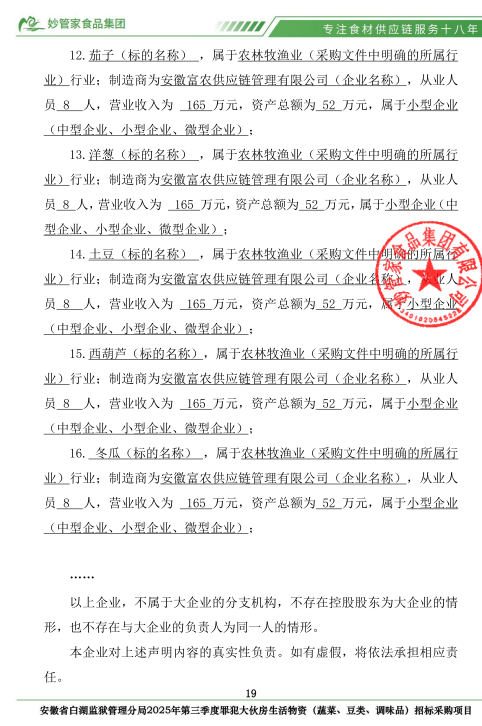 妙管家食品集团
专注食材供应链服务十八年
12.茄子（标的名称），属于农林牧渔业（采购文件中明确的所属行
业）行业；制造商为安徽富农供应链管理有限公司（企业名称），从业人
员 8 人，营业收入为 165 万元，资产总额为 52 万元，属于小型企业
（中型企业、小型企业、微型企业）；
13.洋葱（标的名称），属于农林牧渔业（采购文件中明确的所属行
业）行业；制造商为安徽富农供应链管理有限公司（企业名称），从业人
员 8 人，营业收入为 165 万元，资产总额为 52 万元，属于小型企业（中
型企业、小型企业、微型企业）；
14.土豆（标的名称），属于农林牧渔业（采购文件中明确的所属行
业）行业；制造商为安徽富农供应链管理有限公司（企业名称），从业人
员 8 人，营业收入为 165 万元，资产总额为 52 万元，属于小型企业
（中型企业、小型企业、微型企业）；
妙管家食品集团有限公司
15.西葫芦（标的名称），属于农林牧渔业（采购文件中明确的所属行
业）行业；制造商为安徽富农供应链管理有限公司（企业名称），从业人
员 8 人，营业收入为 165 万元，资产总额为 52 万元，属于小型企业
（中型企业、小型企业、微型企业）；
16. 冬瓜（标的名称），属于农林牧渔业（采购文件中明确的所属行
业）行业；制造商为安徽富农供应链管理有限公司（企业名称），从业人
员 8 人，营业收入为 165 万元，资产总额为 52 万元，属于小型企业
（中型企业、小型企业、微型企业）；
……
以上企业，不属于大企业的分支机构，不存在控股股东为大企业的情
形，也不存在与大企业的负责人为同一人的情形。
本企业对上述声明内容的真实性负责。如有虚假，将依法承担相应责
任。
19
安徽省白湖监狱管理分局2025年第三季度罪犯大伙房生活物资（蔬菜、豆类、调味品）招标采购项目